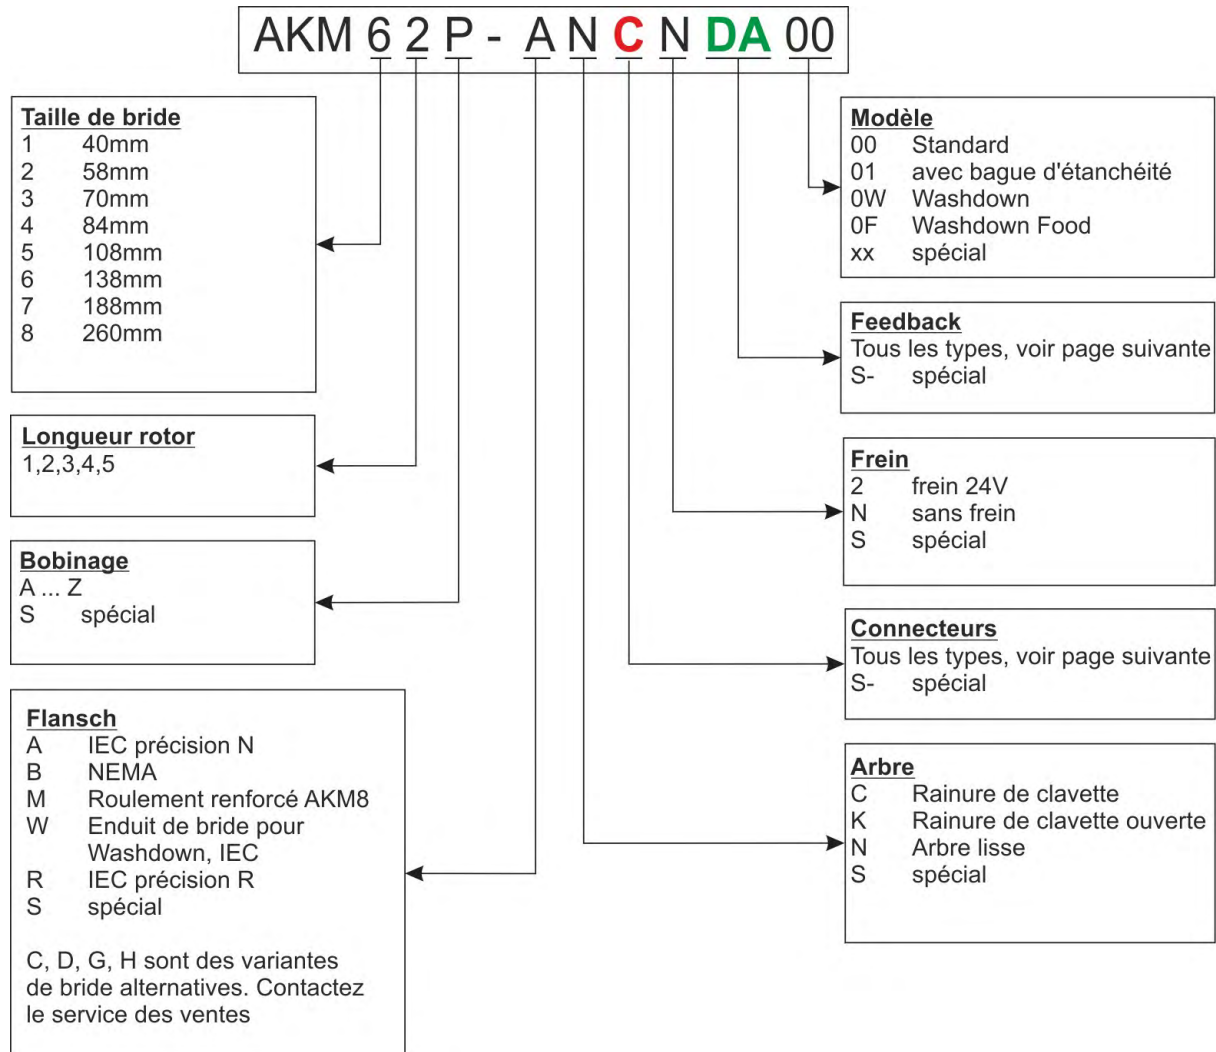 AKM 6 2 P - A N C N DA 00
Taille de bride
1 40mm
2 58mm
3 70mm
4 84mm
5 108mm
6 138mm
7 188mm
8 260mm
Longueur rotor
1,2,3,4,5
Bobinage
A ... Z
S spécial
Flansch
A IEC précision N
B NEMA
M Roulement renforcé AKM8
W Enduit de bride pour
Washdown, IEC
R IEC précision R
S spécial
C, D, G, H sont des variantes
de bride alternatives. Contactez
le service des ventes
Modèle
00 Standard
01 avec bague d'étanchéité
0W Washdown
0F Washdown Food
xx spécial
Feedback
Tous les types, voir page suivante
S- spécial
Frein
2 frein 24V
N sans frein
S spécial
Connecteurs
Tous les types, voir page suivante
S- spécial
Arbre
C Rainure de clavette
K Rainure de clavette ouverte
N Arbre lisse
S spécial